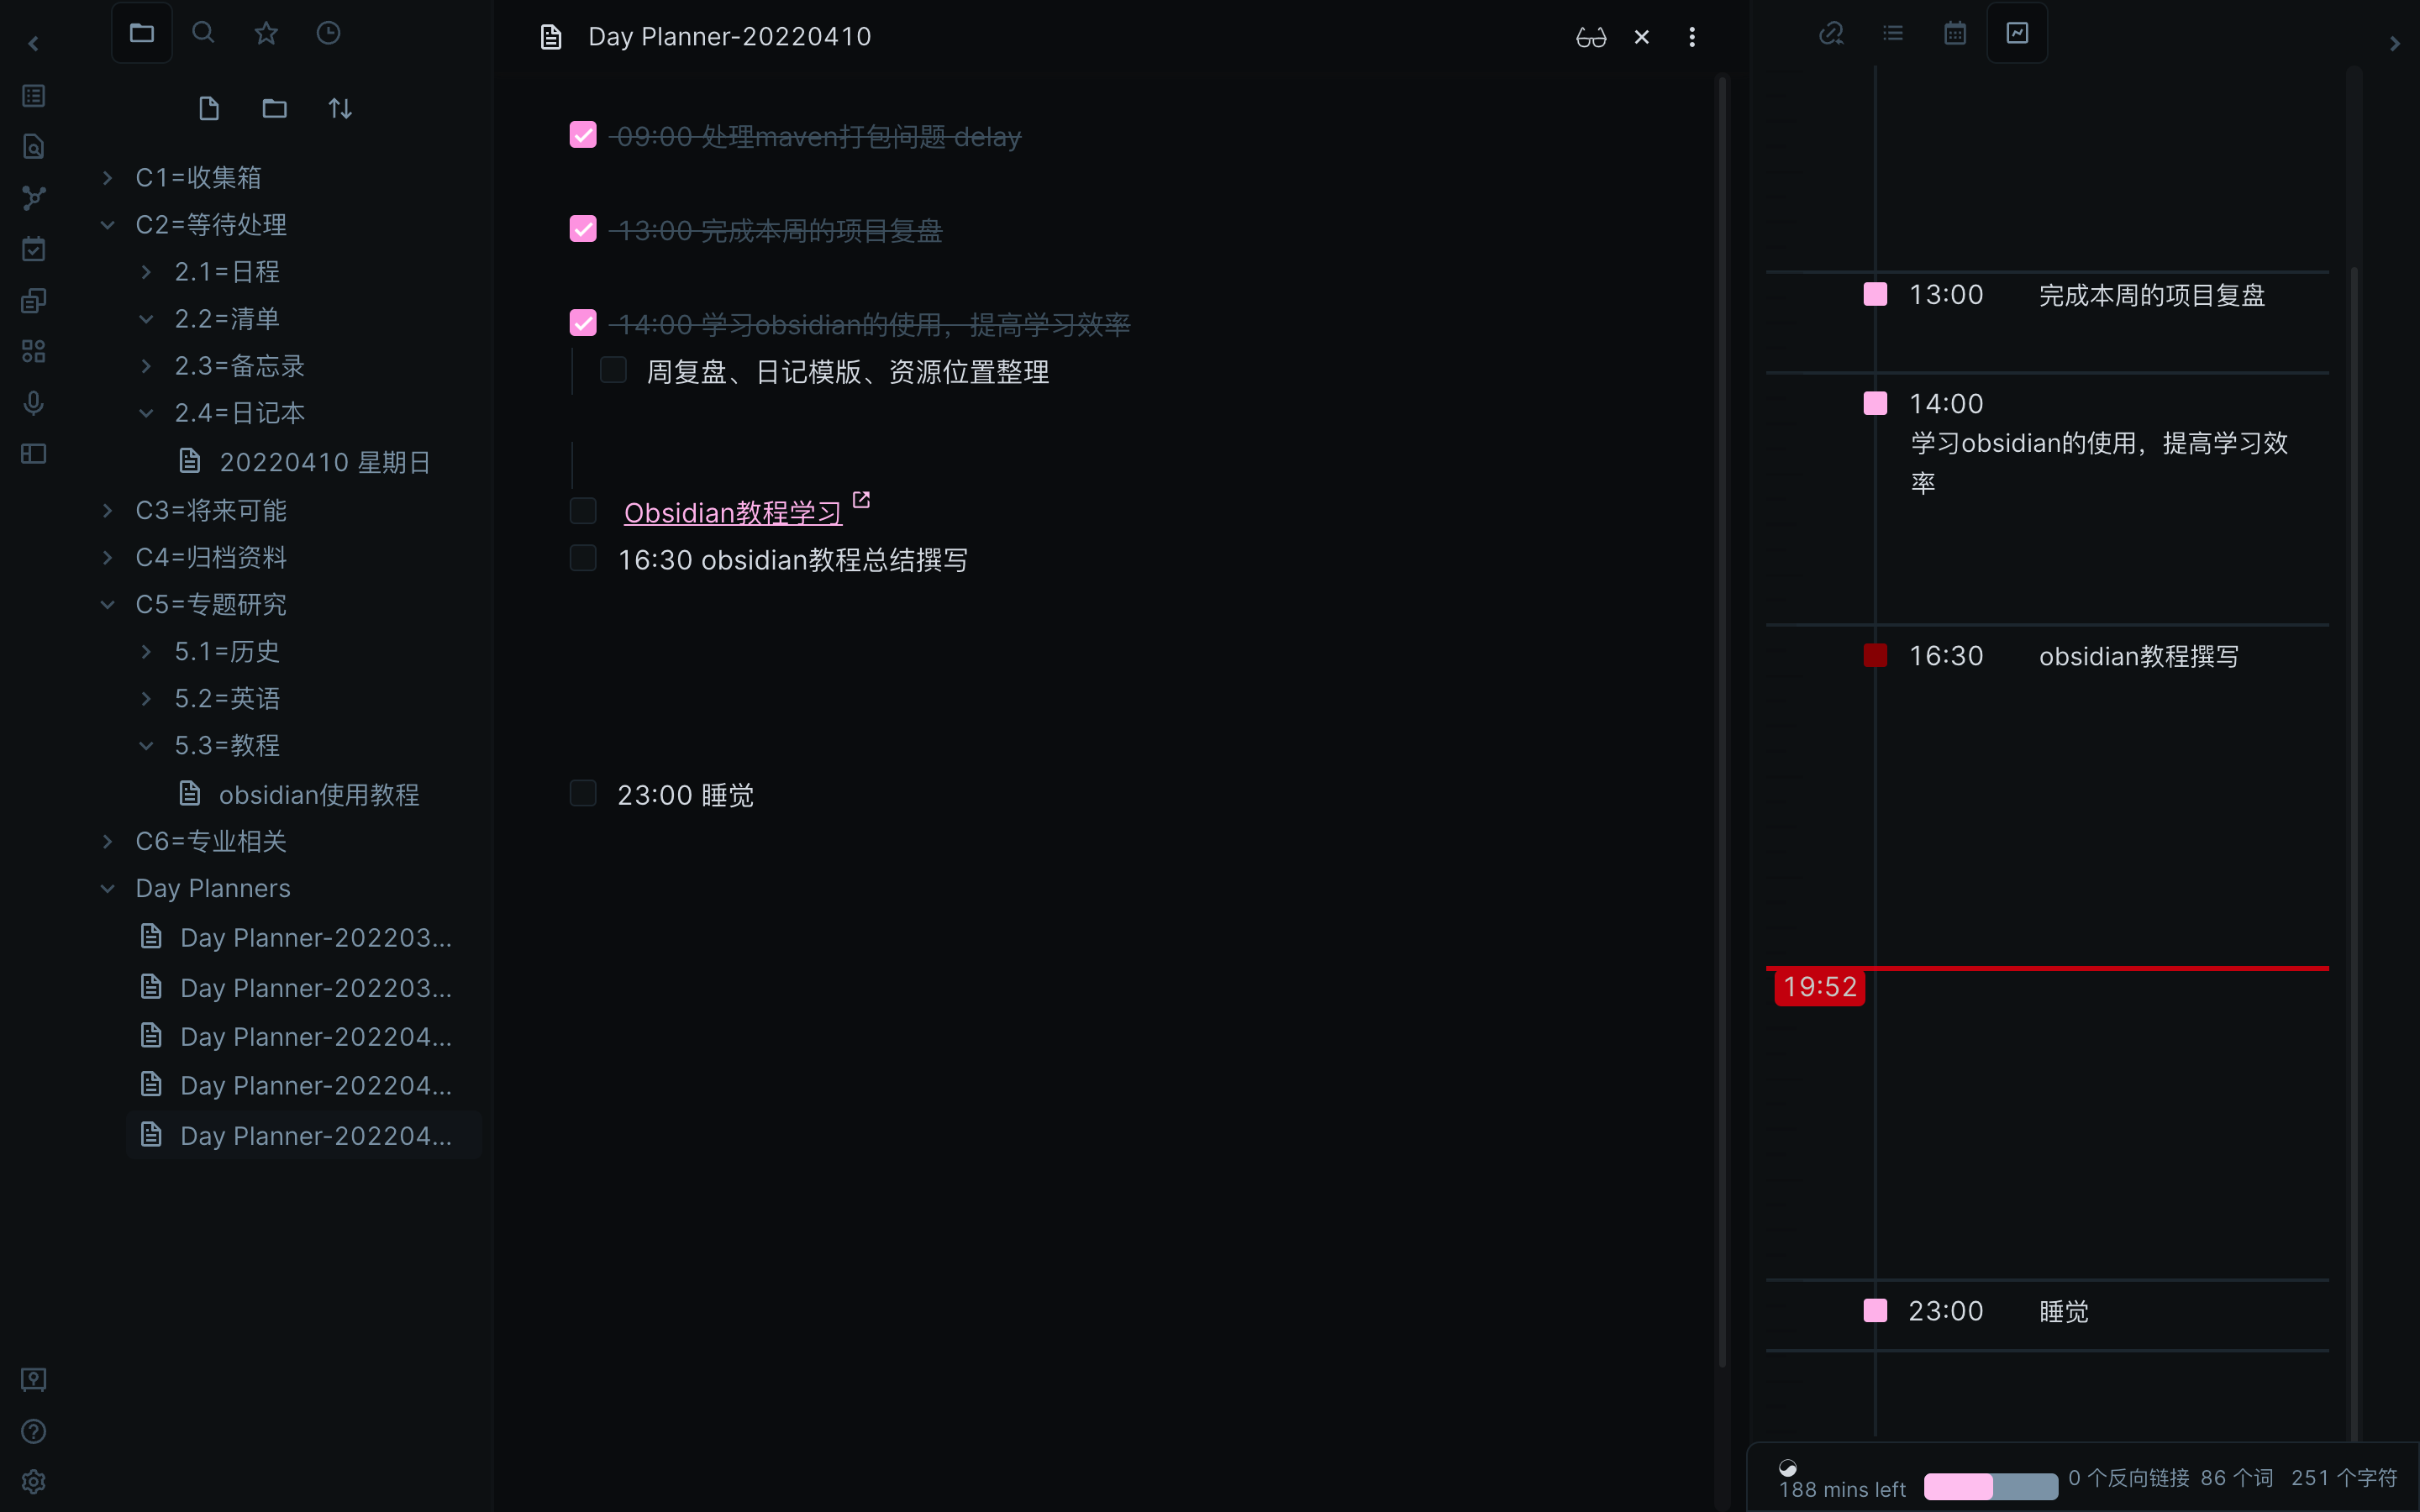 C1=收集箱
C2=等待处理
2.1=日程
2.2=清单
2.3=备忘录
2.4=日记本
20220410 星期日
C3=将来可能
C4=归档资料
C5=专题研究
5.1=历史
5.2=英语
5.3=教程
obsidian使用教程
C6=专业相关
Day Planners
Day Planner-202203...
Day Planner-202203...
Day Planner-202204...
Day Planner-202204...
Day Planner-202204...
Day Planner-20220410
09:00 处理maven打包问题 delay
13:00 完成本周的项目复盘
14:00 学习obsidian的使用，提高学习效率
周复盘、日记模版、资源位置整理
Obsidian教程学习
16:30 obsidian教程总结撰写
23:00 睡觉
13:00 完成本周的项目复盘
14:00
学习obsidian的使用，提高学习效
率
16:30 obsidian教程撰写
19:52
23:00 睡觉
188 mins left
0 个反向链接 86 个词 251 个字符